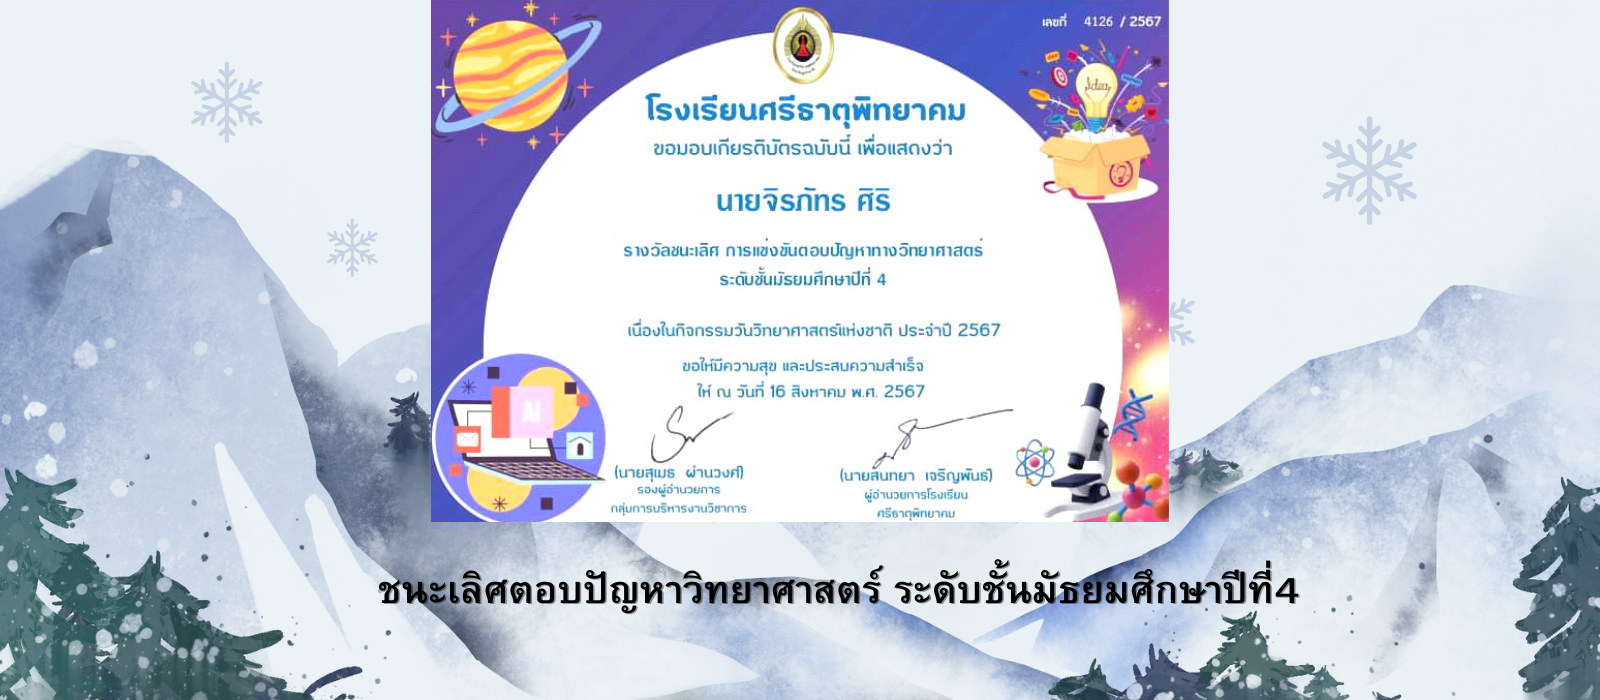 เลขที่ 4126 / 2567
Idea
โรงเรียนศรีธาตุพิทยาคม
ขอมอบเกียรติบัตรฉบับนี้ เพื่อแสดงว่า
นายจิรภัทร ศิริ
รางวัลชนะเลิศ การแข่งขันตอบปัญหาทางวิทยาศาสตร์
ระดับชั้นมัธยมศึกษาปีที่ 4
เนื่องในกิจกรรมวันวิทยาศาสตร์แห่งชาติ ประจำปี 2567
ขอให้มีความสุข และประสบความสำเร็จ
ให้ ณ วันที่ 16 สิงหาคม พ.ศ. 2567
AI
(นายสุเมธ ผ่านวงศ์)
รองผู้อำนวยการ
กลุ่มการบริหารงานวิชาการ
(นายสันทยา เจริญพันธ์)
ผู้อำนวยการโรงเรียน
ศรีธาตุพิทยาคม
ชนะเลิศตอบปัญหาวิทยาศาสตร์ ระดับชั้นมัธยมศึกษาปีที่4